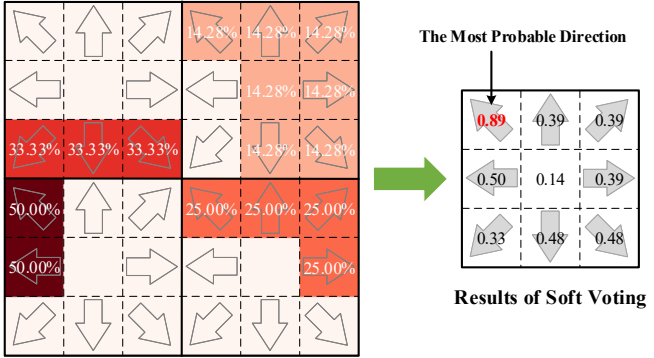 14.28% 14.28% 14.28%
14.28% 14.28%
33.33% 33.33% 33.33% 14.28% 14.28%
50.00% 25.00% 25.00% 25.00%
50.00% 25.00%
The Most Probable Direction
0.89 0.39 0.39
0.50 0.14 0.39
0.33 0.48 0.48
Results of Soft Voting